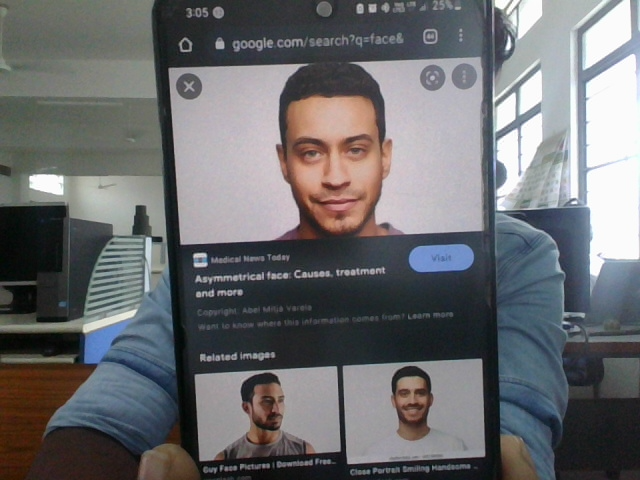 3:05
25%
google.com/search?q=face&
Medical News Today
Visit
Asymmetrical face: Causes, treatment
and more
Copyright: Abel Mitja Varela
Want to know where this information comes from? Learn more
Related images
Guy Face Pictures | Download Free...
Close Portrait Smiling Handsome ...